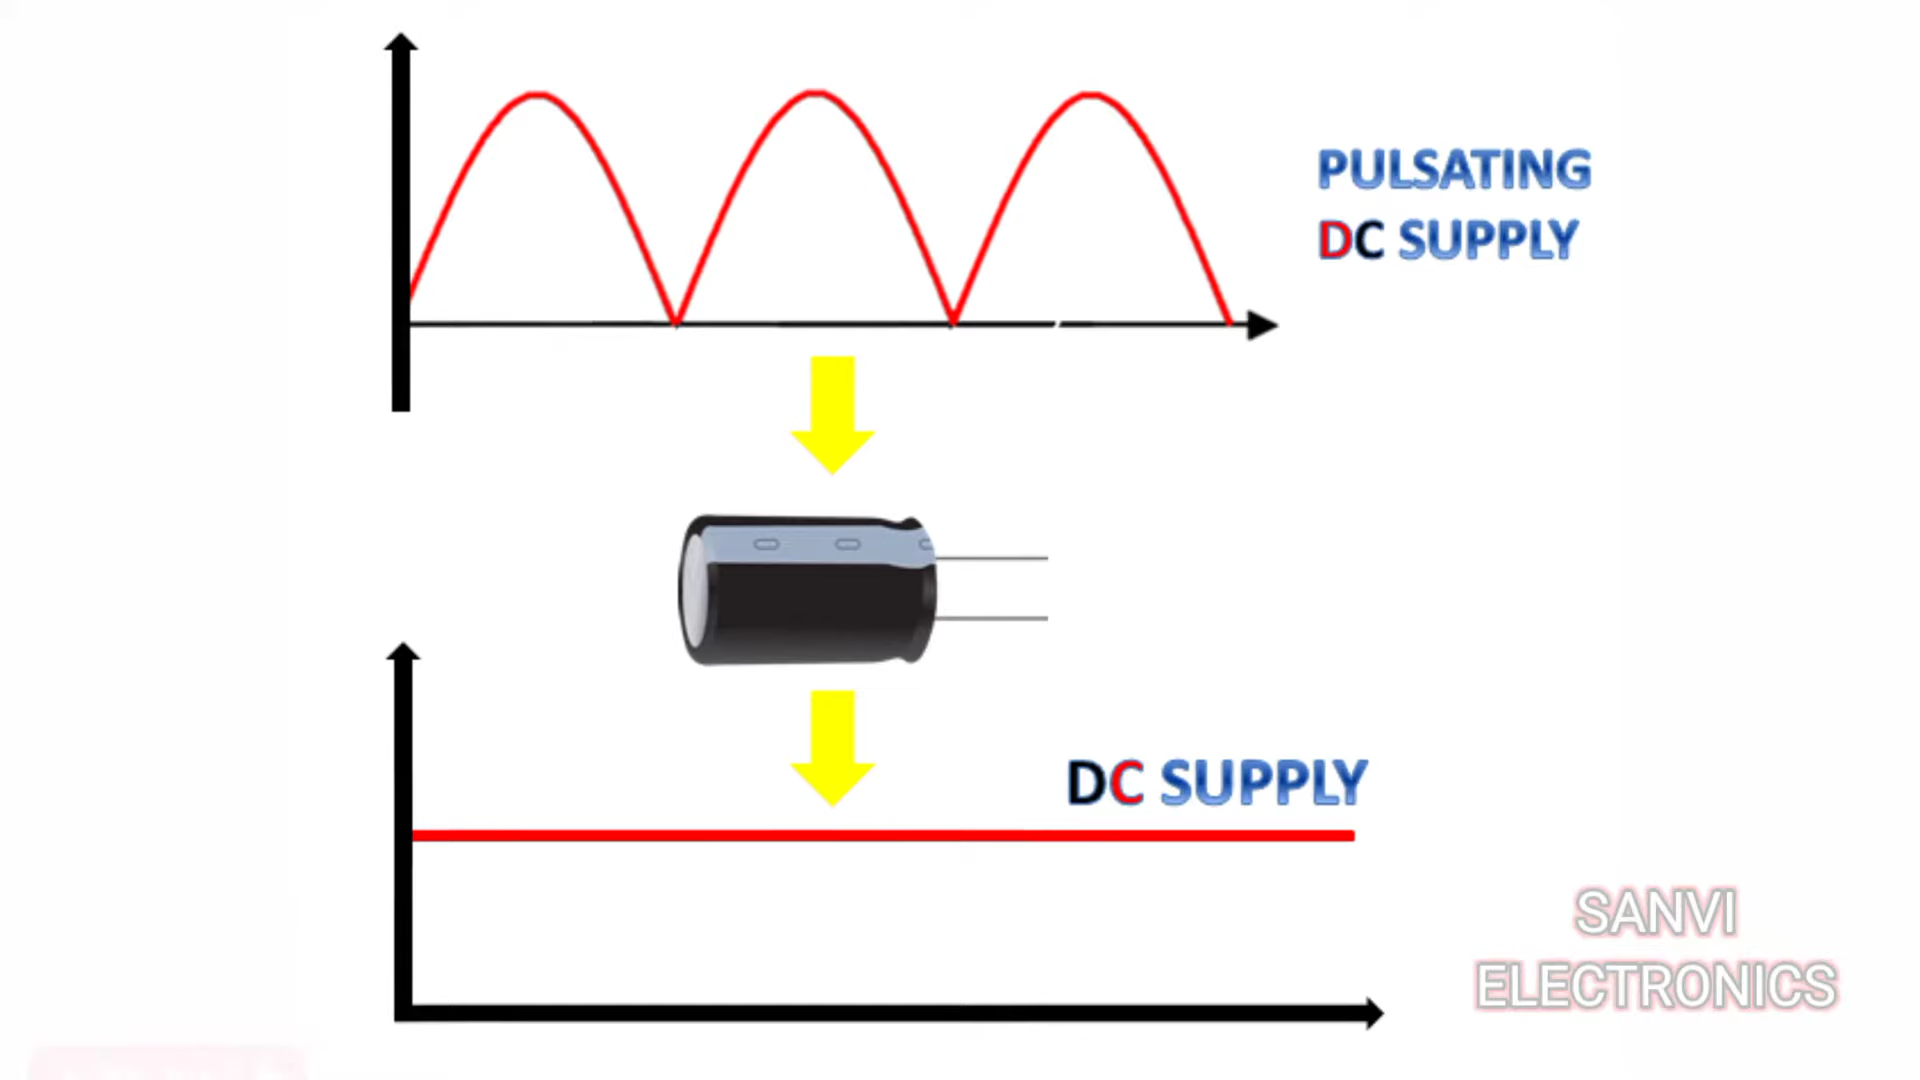 PULSATING
DC SUPPLY
DC SUPPLY
SANVI
ELECTRONICS